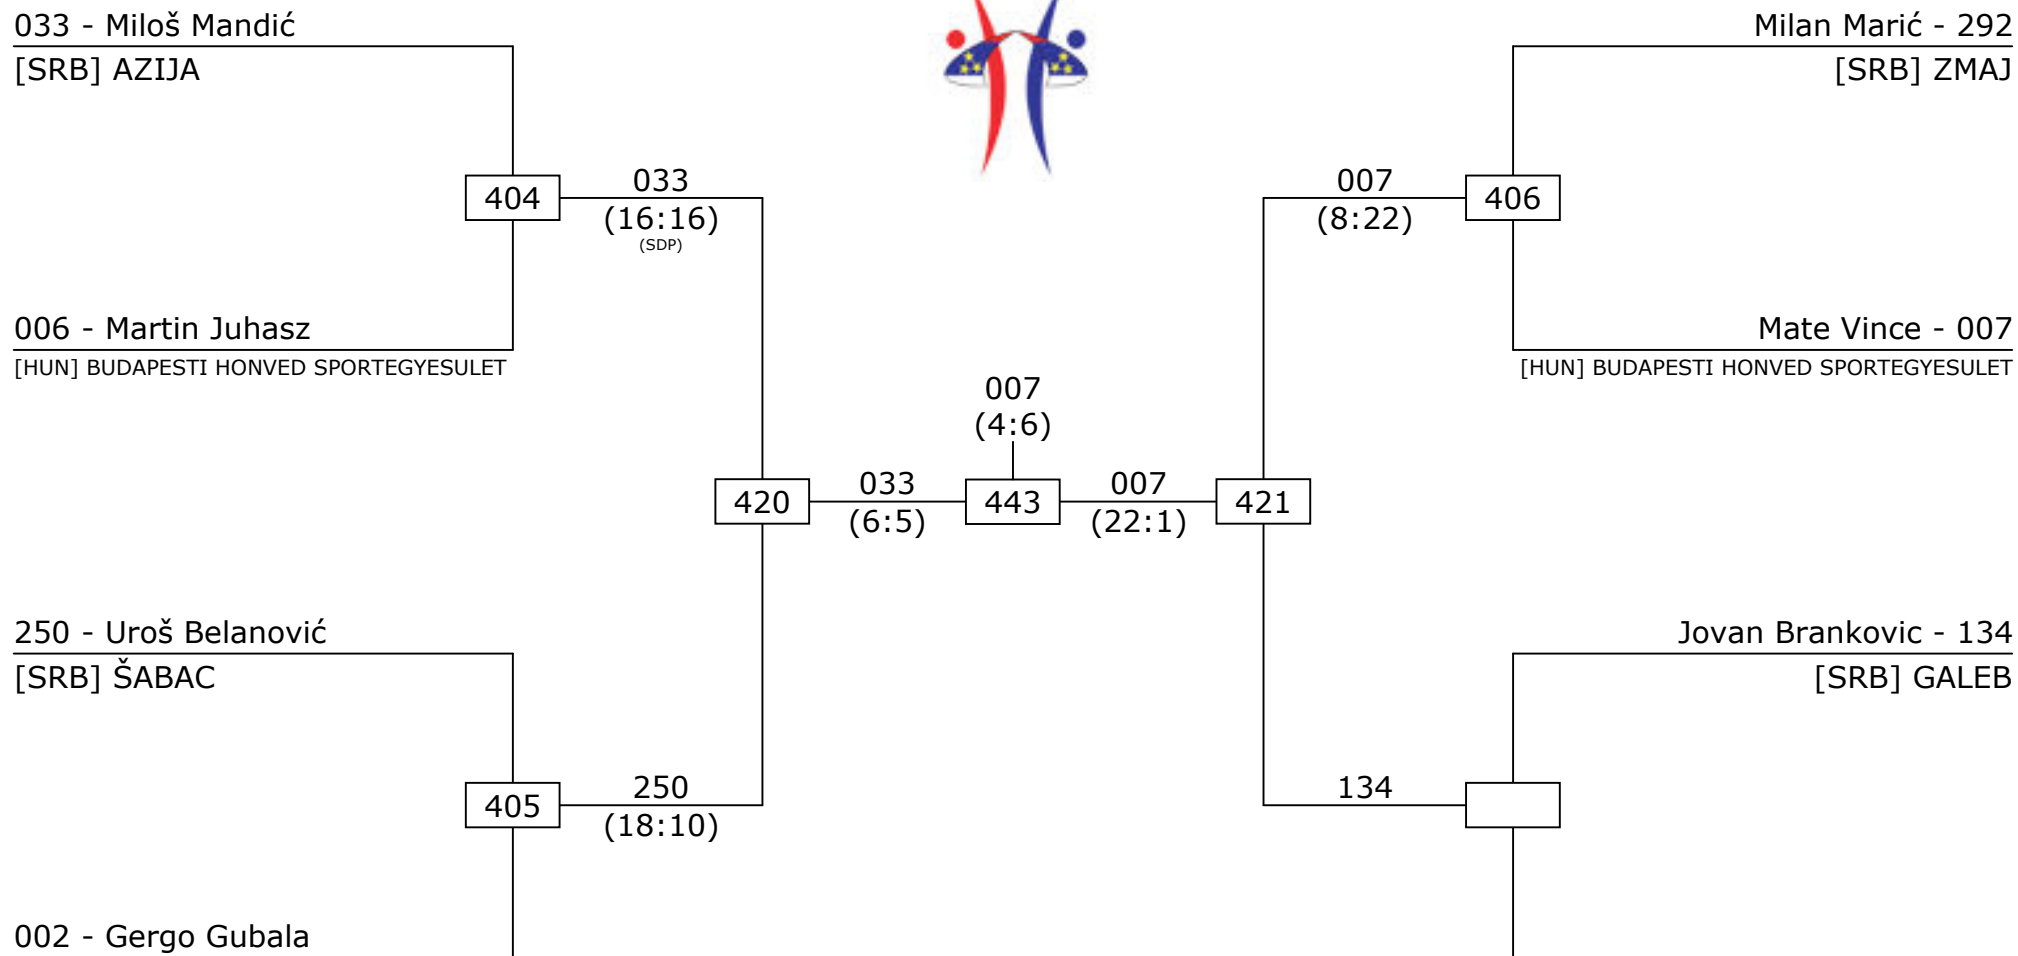 033 - Miloš Mandić
[SRB] AZIJA
Milan Marić - 292
[SRB] ZMAJ
404
033
(16:16)
(SDP)
007
(8:22)
406
006 - Martin Juhasz
[HUN] BUDAPESTI HONVED SPORTEGYESULET
Mate Vince - 007
[HUN] BUDAPESTI HONVED SPORTEGYESULET
007
(4:6)
420
033
(6:5)
443
007
(22:1)
421
250 - Uroš Belanović
[SRB] ŠABAC
Jovan Brankovic - 134
[SRB] GALEB
405
250
(18:10)
134
002 - Gergo Gubala